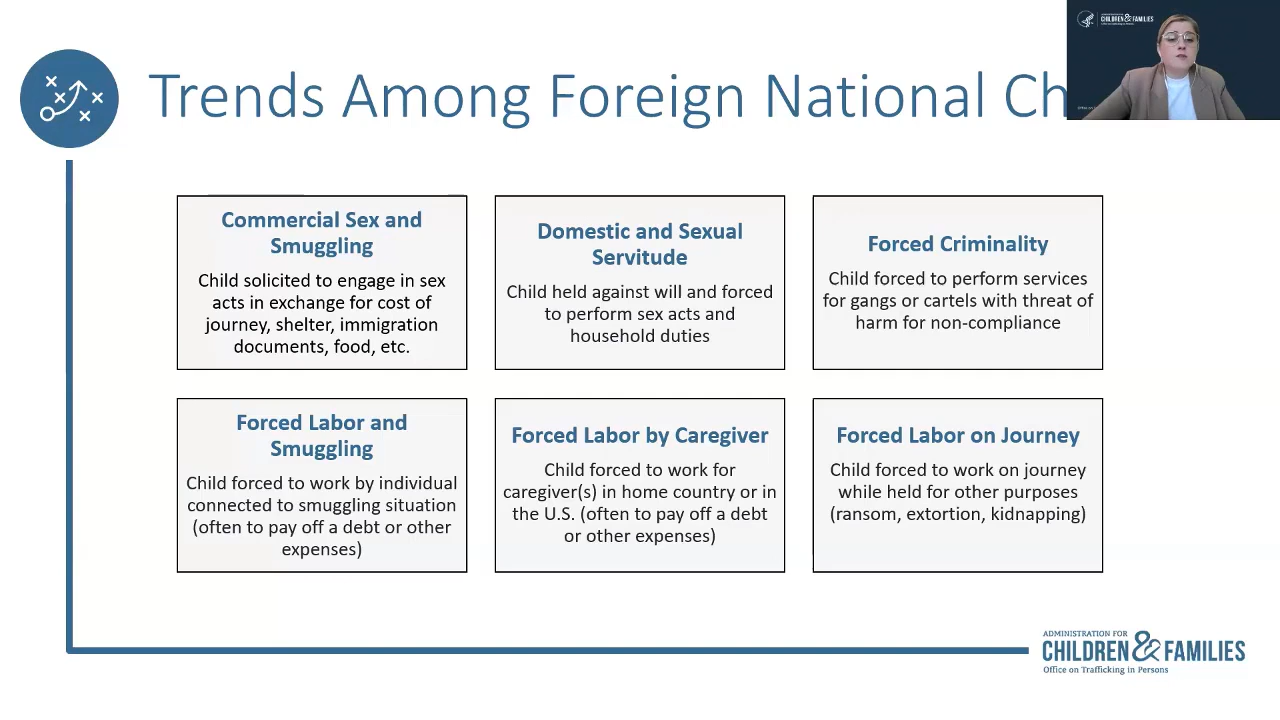 Trends Among Foreign National Ch
ADMINISTRATION FOR
CHILDREN & FAMILIES
Commercial Sex and
Smuggling
Child solicited to engage in sex
acts in exchange for cost of
journey, shelter, immigration
documents, food, etc.
Domestic and Sexual
Servitude
Child held against will and forced
to perform sex acts and
household duties
Forced Criminality
Child forced to perform services
for gangs or cartels with threat of
harm for non-compliance
Forced Labor and
Smuggling
Child forced to work by individual
connected to smuggling situation
(often to pay off a debt or other
expenses)
Forced Labor by Caregiver
Child forced to work for
caregiver(s) in home country or in
the U.S. (often to pay off a debt
or other expenses)
Forced Labor on Journey
Child forced to work on journey
while held for other purposes
(ransom, extortion, kidnapping)
ADMINISTRATION FOR
CHILDREN & FAMILIES
Office on Trafficking in Persons